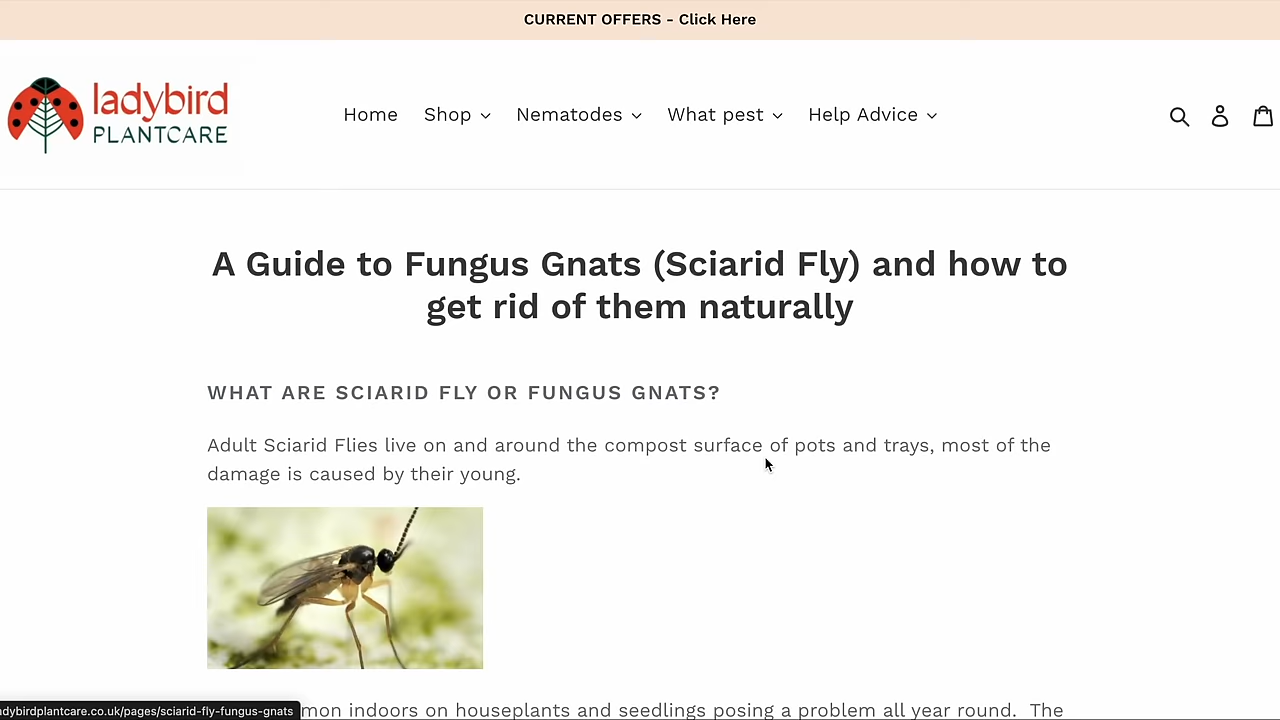 CURRENT OFFERS - Click Here
ladybird
PLANTCARE
Home Shop Nematodes What pest Help Advice
A Guide to Fungus Gnats (Sciarid Fly) and how to
get rid of them naturally
WHAT ARE SCIARID FLY OR FUNGUS GNATS?
Adult Sciarid Flies live on and around the compost surface of pots and trays, most of the
damage is caused by their young.
mon indoors on houseplants and seedlings posing a problem all year round. The
dybirdplantcare.co.uk/pages/sciarid-fly-fungus-gnats